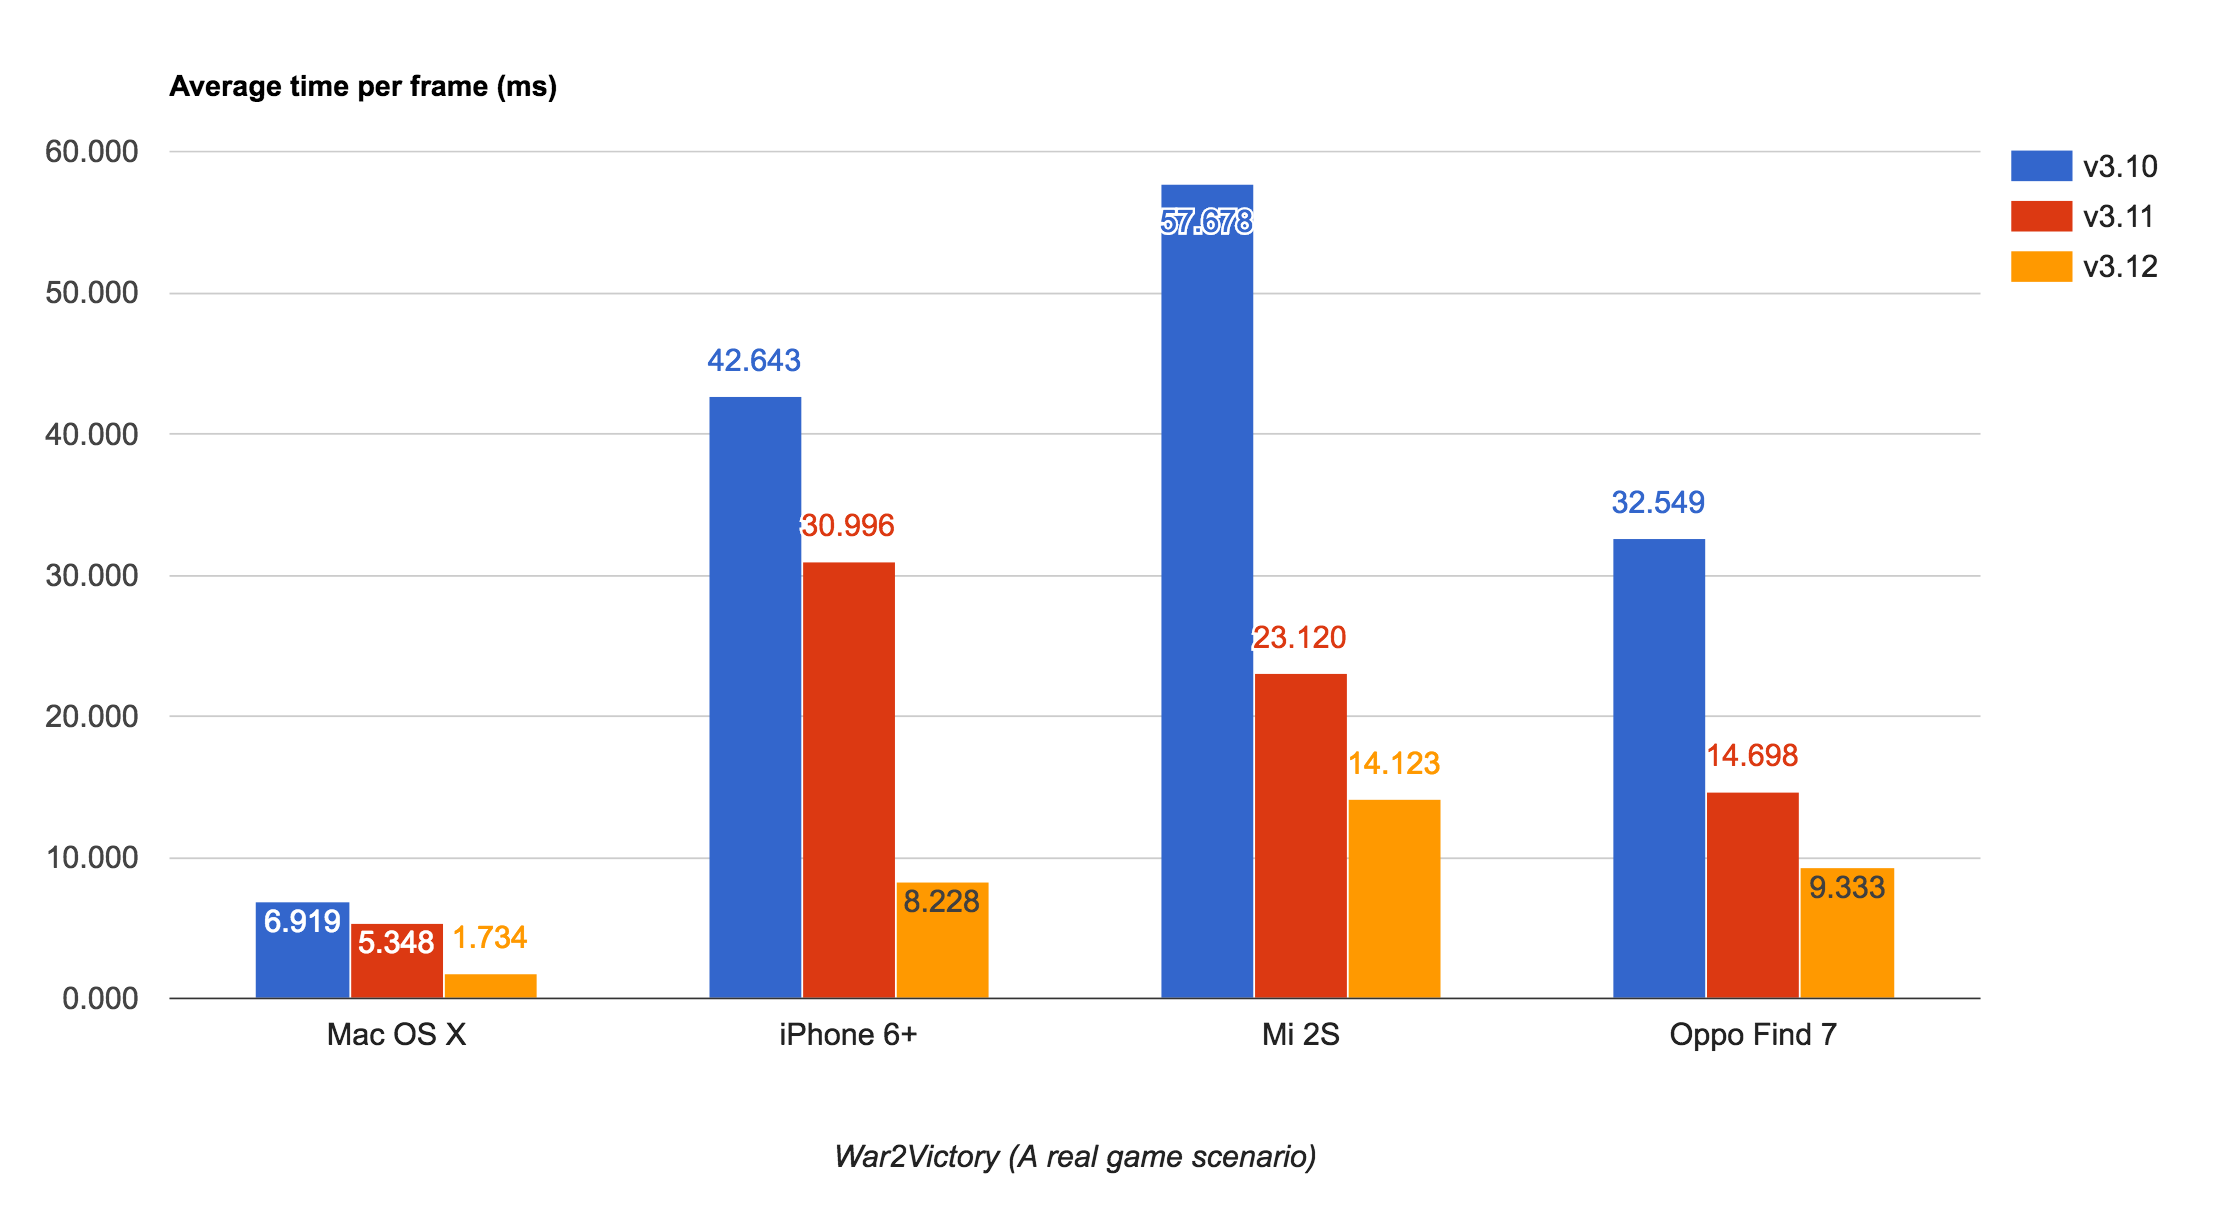 Average time per frame (ms)
60.000
50.000
40.000
30.000
20.000
10.000
0.000
v3.10
v3.11
v3.12
6.919
5.348
1.734
42.643
30.996
8.228
57.678
23.120
14.123
32.549
14.698
9.333
Mac OS X
iPhone 6+
Mi 2S
Oppo Find 7
War2Victory (A real game scenario)